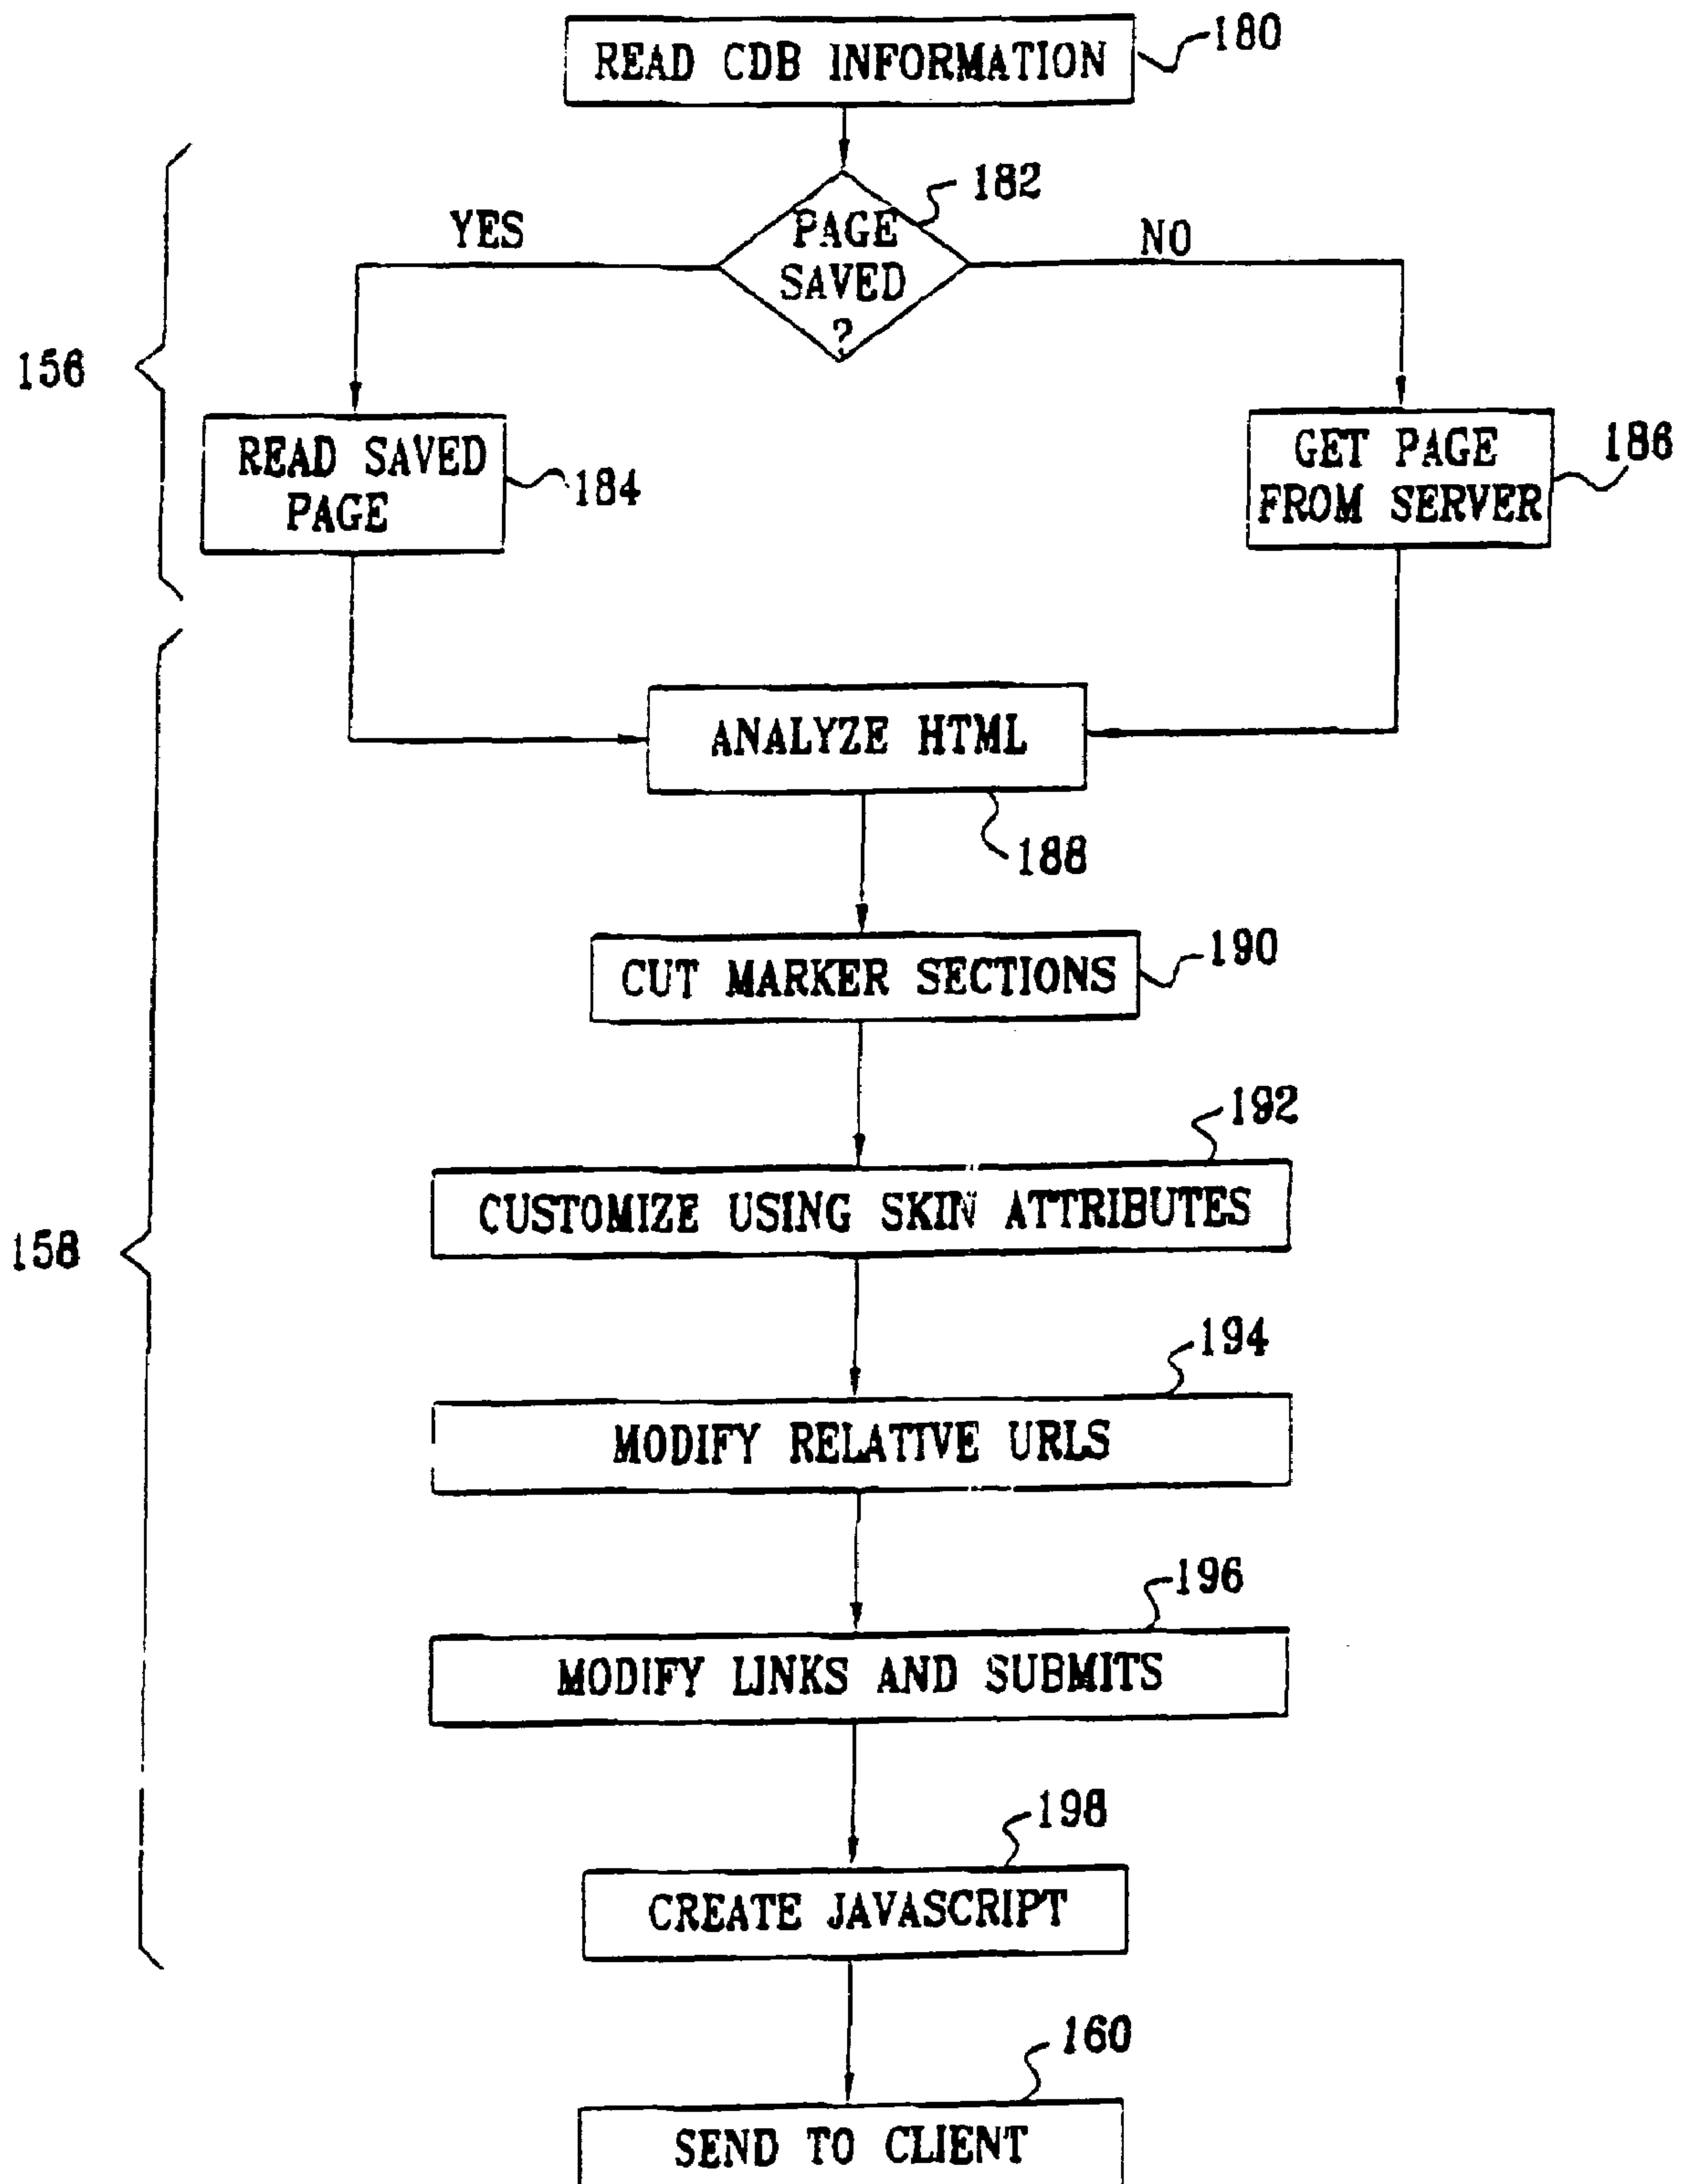 READ CDB INFORMATION
180
182
PAGE
SAVED
?
YES
NO
156
READ SAVED
PAGE
184
GET PAGE
FROM SERVER
186
ANALYZE HTML
188
CUT MARKER SECTIONS
190
192
CUSTOMIZE USING SKIN ATTRIBUTES
158
194
MODIFY RELATIVE URLS
196
MODIFY LINKS AND SUBMITS
198
CREATE JAVASCRIPT
160
SEND TO CLIENT